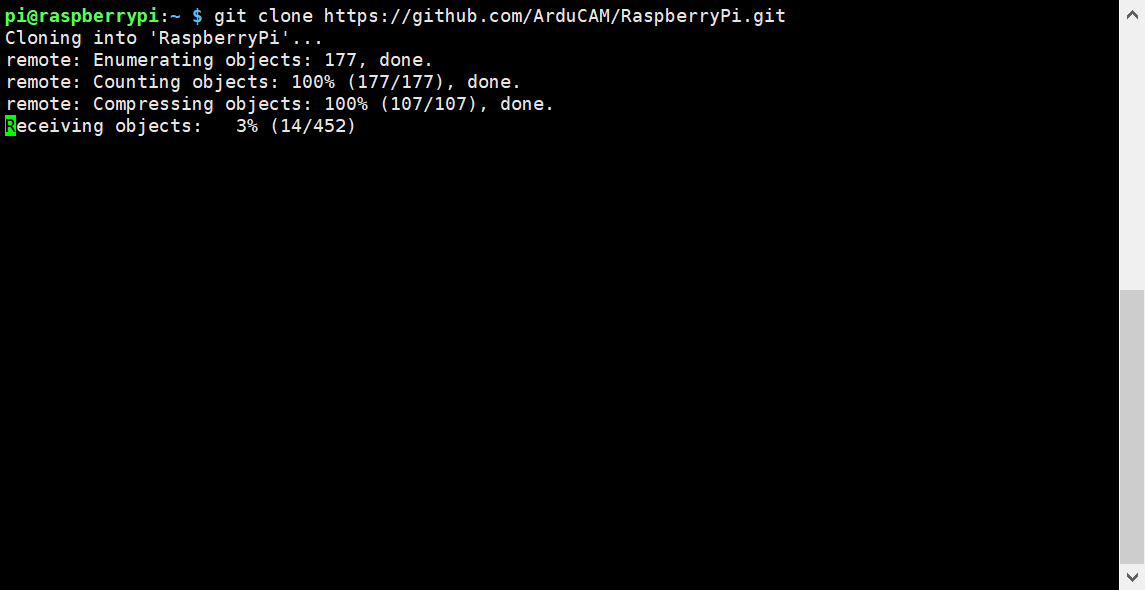 pi@raspberrypi:~ $ git clone https://github.com/ArduCAM/RaspberryPi.git
Cloning into 'RaspberryPi'...
remote: Enumerating objects: 177, done.
remote: Counting objects: 100% (177/177), done.
remote: Compressing objects: 100% (107/107), done.
Receiving objects:   3% (14/452)